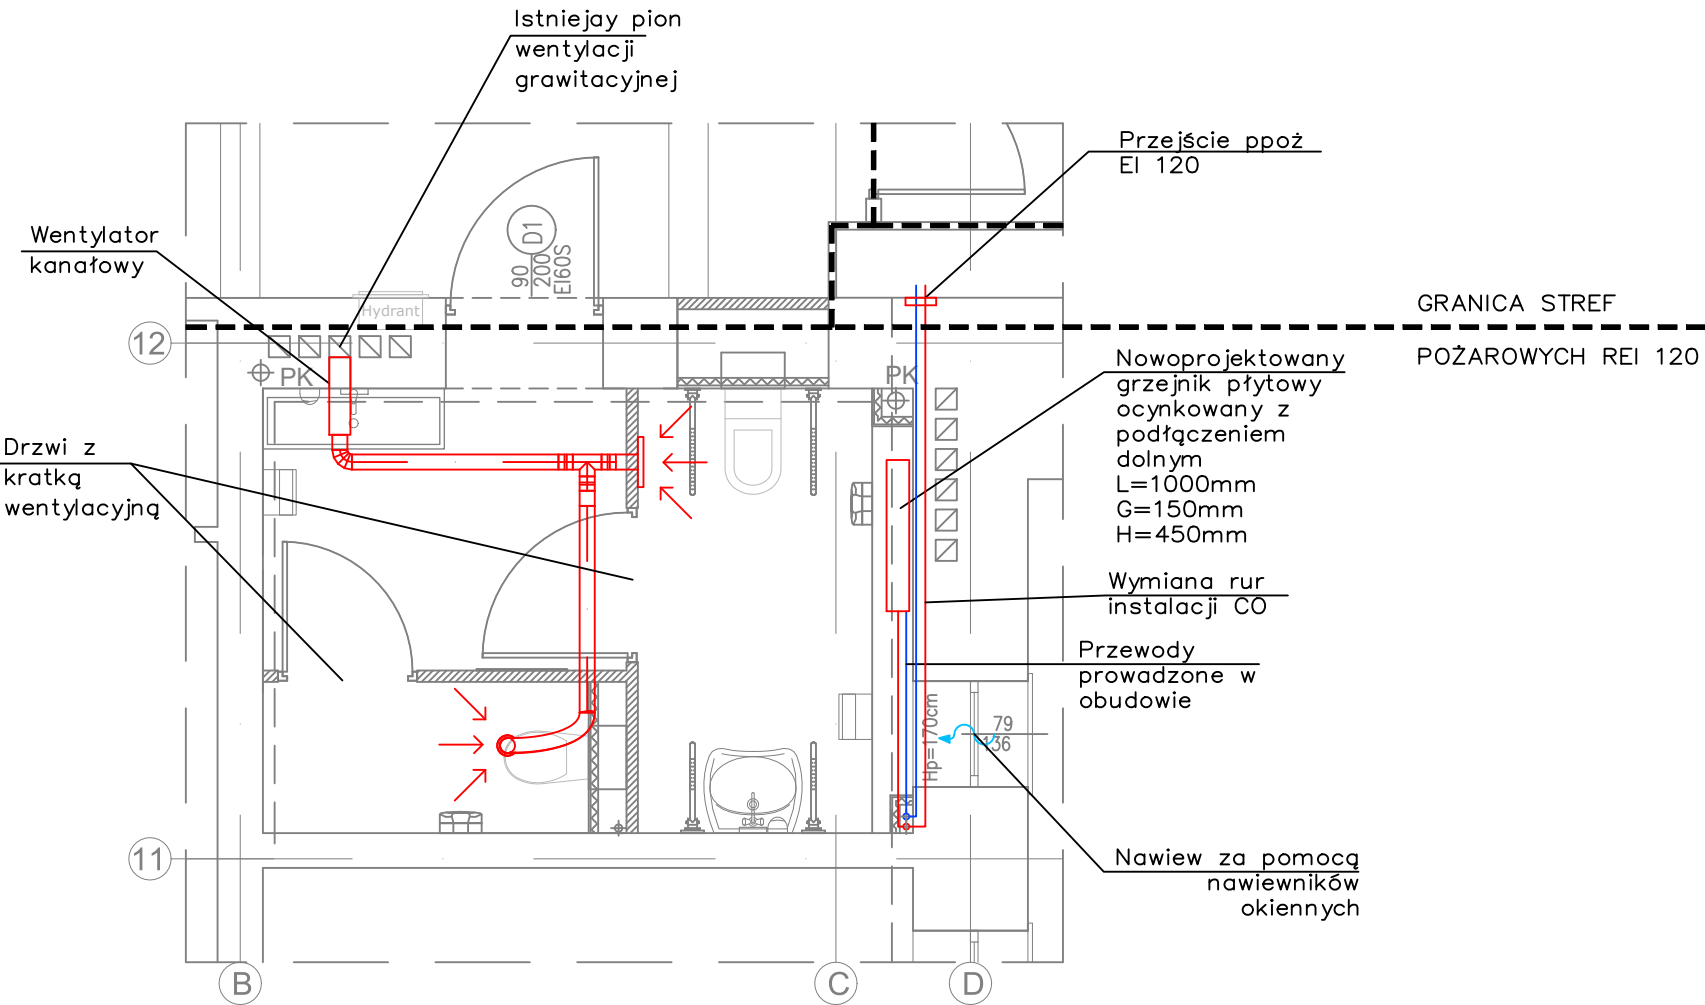 Istniejay pion
wentylacji
grawitacyjnej
Przejście ppoż
EI 120
Wentylator
kanałowy
D1
90
200
EI60S
Hydrant
GRANICA STREF
POŻAROWYCH REI 120
12
PK
PK
Nowoprojektowany
grzejnik płytowy
ocynkowany z
podłączeniem
dolnym
L=1000mm
G=150mm
H=450mm
Drzwi z
kratką
wentylacyjną
Wymiana rur
instalacji CO
Przewody
prowadzone w
obudowie
Hp=170cm
79
136
11
Nawiew za pomocą
nawiewników
okiennych
B
C
D